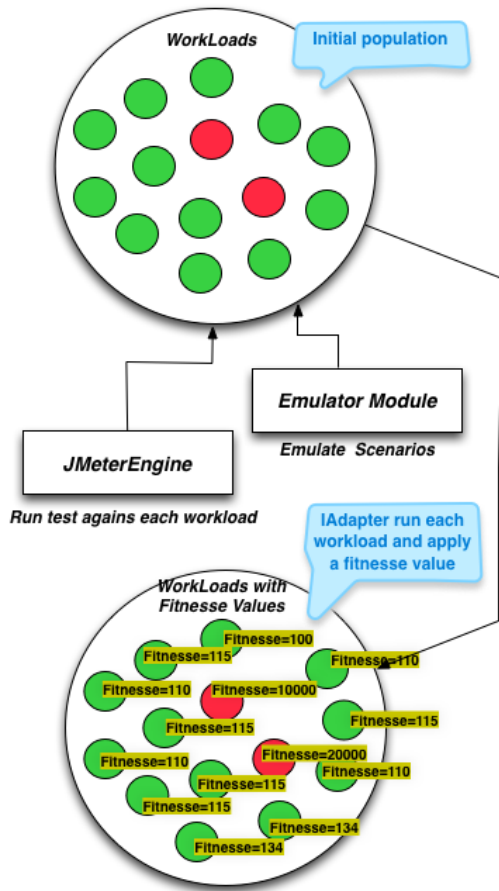 WorkLoads
Initial population
Emulator Module
Emulate Scenarios
JMeterEngine
Run test agains each workload
IAdapter run each
workload and apply
a fitnesse value
WorkLoads with
Fitnesse Values
Fitnesse=100
Fitnesse=115
Fitnesse=110
Fitnesse=110
Fitnesse=10000
Fitnesse=115
Fitnesse=115
Fitnesse=20000
Fitnesse=110
Fitnesse=110
Fitnesse=115
Fitnesse=115
Fitnesse=134
Fitnesse=134